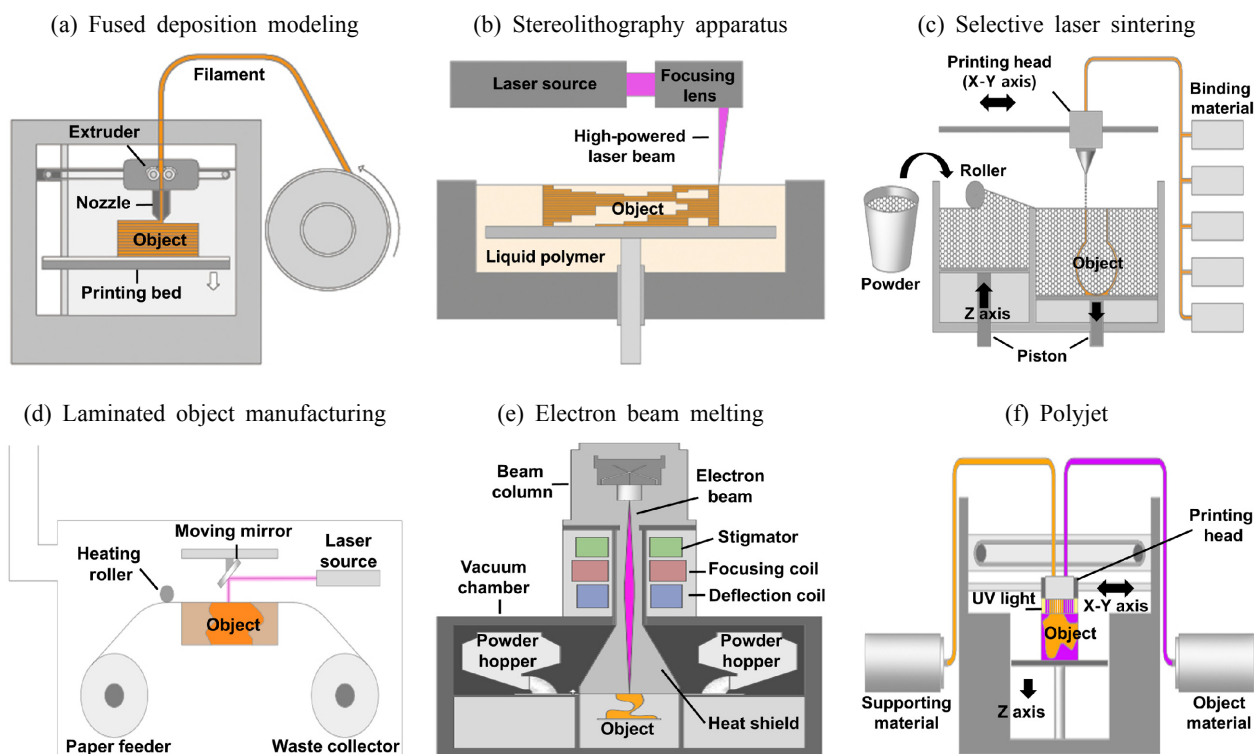 (a) Fused deposition modeling
Filament
Extruder
Nozzle
Object
Printing bed
(b) Stereolithography apparatus
Laser source
Focusing
lens
High-powered
laser beam
Object
Liquid polymer
(c) Selective laser sintering
Printing head
(X-Y axis)
Binding
material
Roller
Powder
Object
Z axis
Piston
(d) Laminated object manufacturing
Moving mirror
Heating
roller
Laser
source
Object
Paper feeder
Waste collector
(e) Electron beam melting
Beam
column
Electron
beam
Stigmator
Focusing coil
Deflection coil
Vacuum
chamber
Powder
hopper
Powder
hopper
Heat shield
Object
(f) Polyjet
Printing
head
UV light
X-Y axis
Object
Supporting
material
Z axis
Object
material